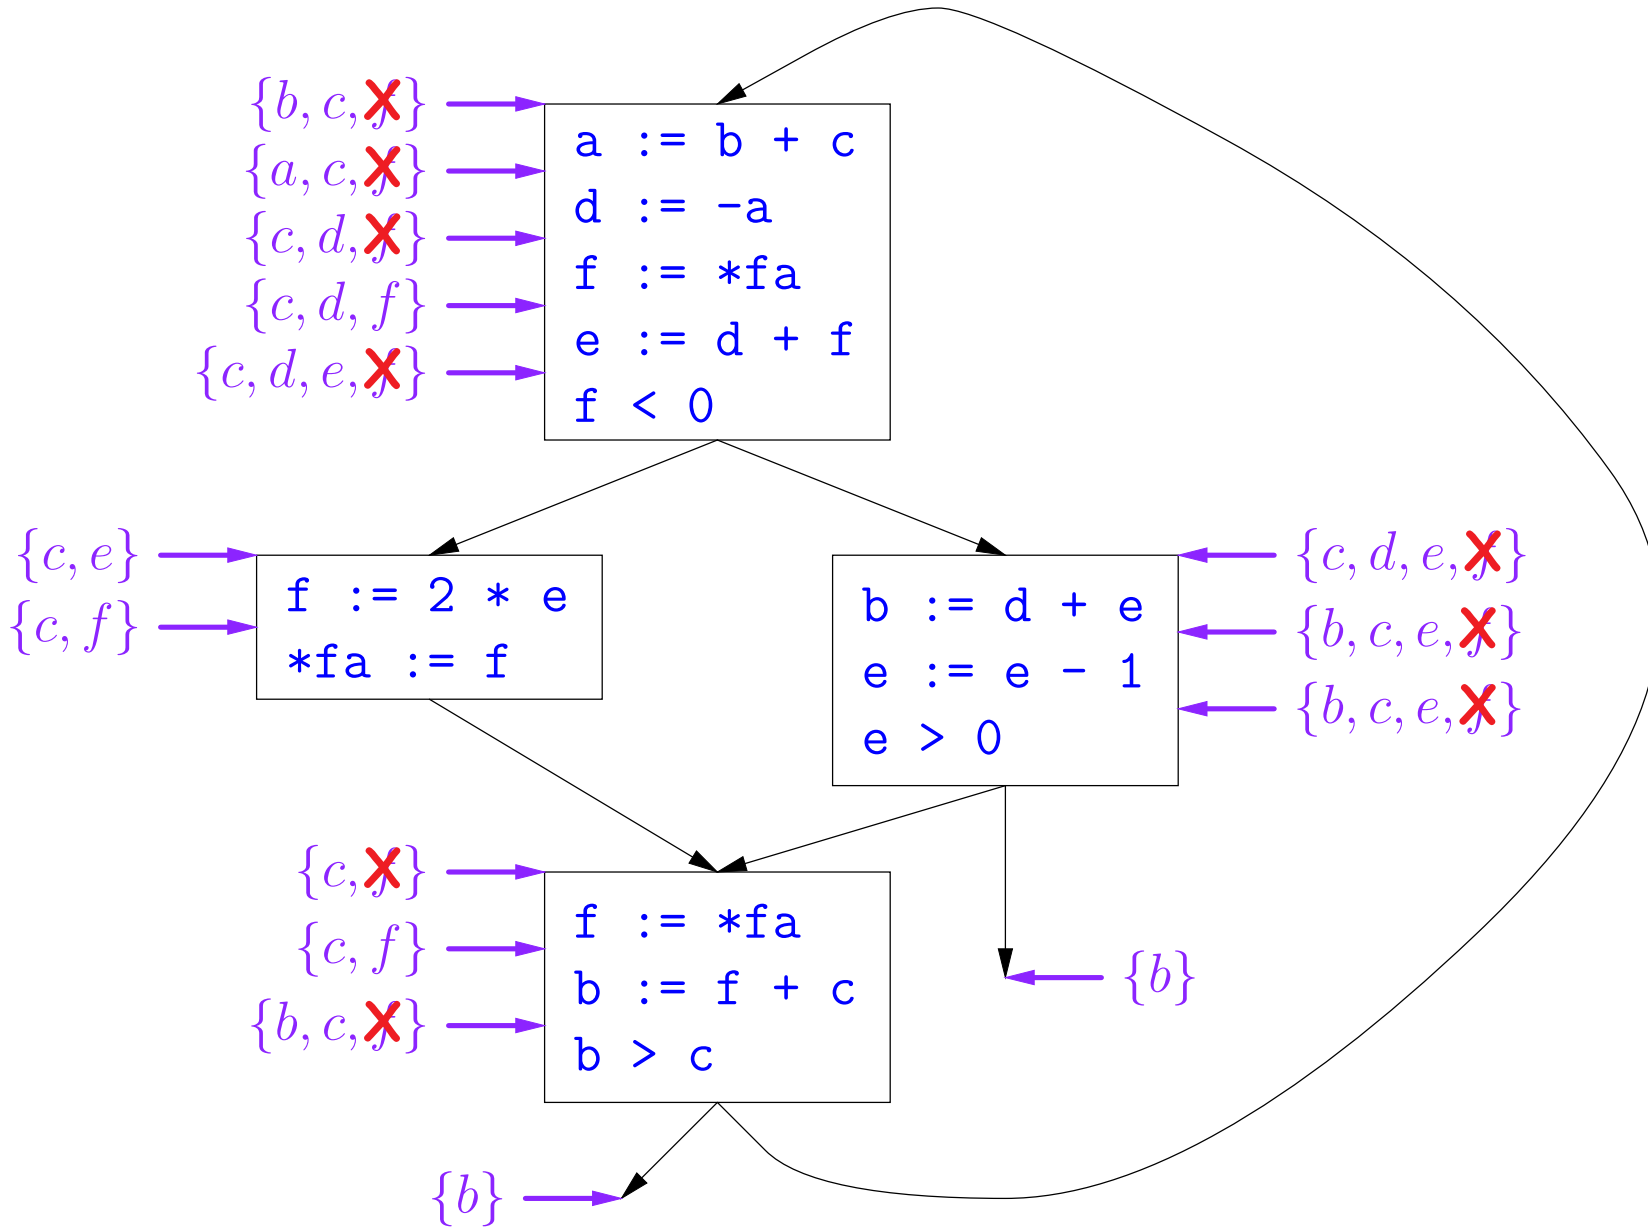 {b, c, f}
a := b + c
{a, c, f}
d := -a
{c, d, f}
f := *fa
{c, d, f}
e := d + f
{c, d, e, f}
f < 0
{c, e}
f := 2 * e
{c, f}
*fa := f
{c, d, e, f}
b := d + e
{b, c, e, f}
e := e - 1
{b, c, e, f}
e > 0
{c, f}
f := *fa
{c, f}
b := f + c
{b, c, f}
b > c
{b}
{b}